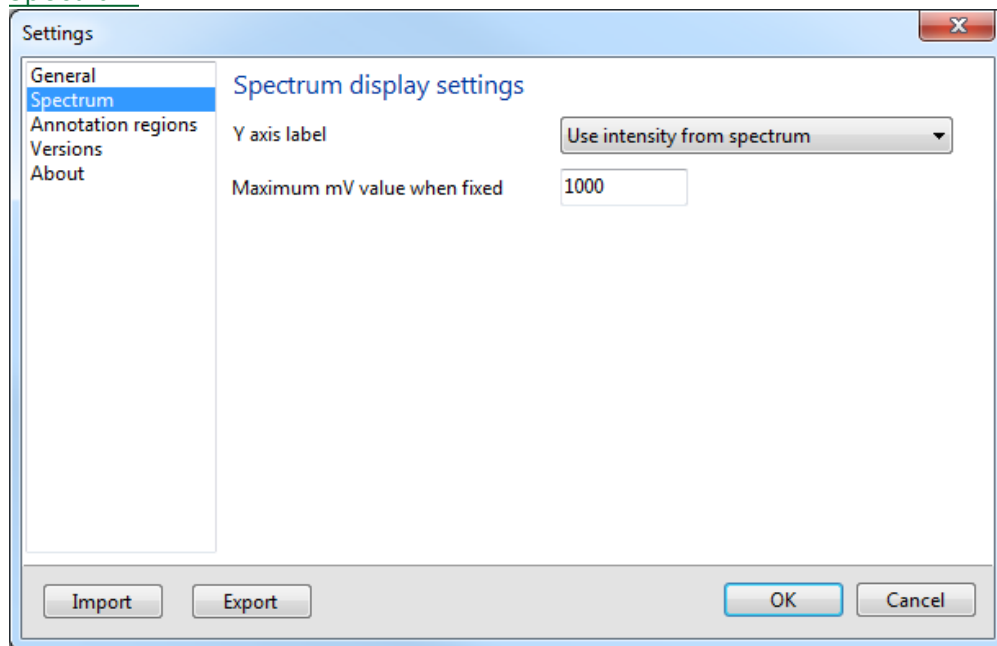 Spectrum
Settings
General
Spectrum
Annotation regions
Versions
About
Spectrum display settings
Y axis label
Use intensity from spectrum
Maximum mV value when fixed
1000
Import
Export
OK
Cancel